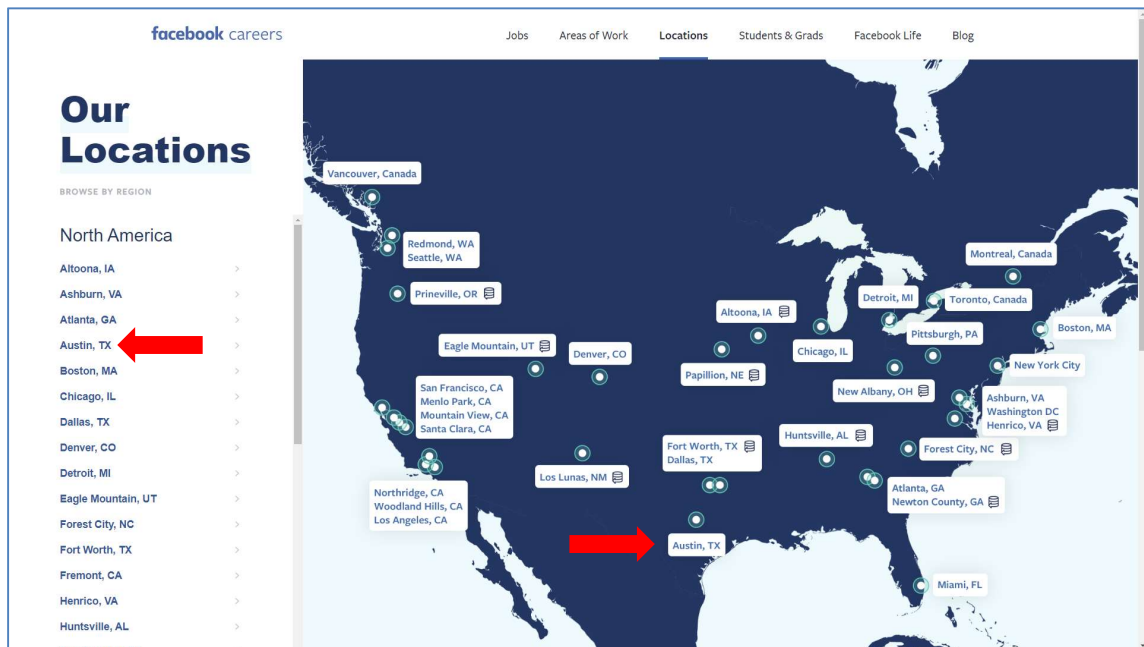 facebook careers
Jobs
Areas of Work
Locations
Students & Grads
Facebook Life
Blog
Our
Locations
BROWSE BY REGION
North America
Altoona, IA
Ashburn, VA
Atlanta, GA
Austin, TX
Boston, MA
Chicago, IL
Dallas, TX
Denver, CO
Detroit, MI
Eagle Mountain, UT
Forest City, NC
Fort Worth, TX
Fremont, CA
Henrico, VA
Huntsville, AL
Vancouver, Canada
Redmond, WA
Seattle, WA
Prineville, OR
Eagle Mountain, UT
Denver, CO
San Francisco, CA
Menlo Park, CA
Mountain View, CA
Santa Clara, CA
Northridge, CA
Woodland Hills, CA
Los Angeles, CA
Los Lunas, NM
Altoona, IA
Papillion, NE
Chicago, IL
Detroit, MI
Montreal, Canada
Toronto, Canada
Boston, MA
Pittsburgh, PA
New York City
New Albany, OH
Ashburn, VA
Washington DC
Henrico, VA
Huntsville, AL
Forest City, NC
Fort Worth, TX
Dallas, TX
Atlanta, GA
Newton County, GA
Austin, TX
Miami, FL